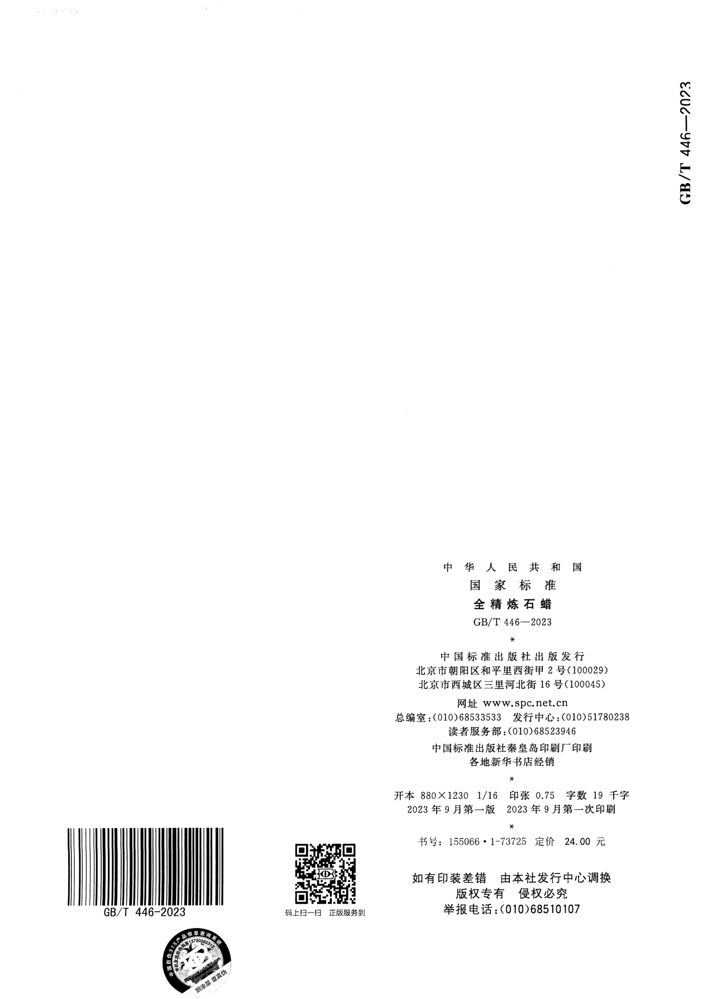 GB/T 446—2023
中华人民共和国
国家标准
全精炼石蜡
GB/T 446—2023
*
中国标准出版社出版发行
北京市朝阳区和平里西街甲 2 号(100029)
北京市西城区三里河北街 16 号(100045)
网址 www.spc.net.cn
总编室:(010)68533533 发行中心:(010)51780238
读者服务部:(010)68523946
中国标准出版社秦皇岛印刷厂印刷
各地新华书店经销
*
开本 880×1230 1/16 印张 0.75 字数 19 千字
2023 年 9 月第一版 2023 年 9 月第一次印刷
*
书号: 155066·1-73725 定价 24.00 元
如有印装差错 由本社发行中心调换
版权专有 侵权必究
举报电话:(010)68510107
GB/T 446-2023
码上扫一扫 正版服务到
中国防伪315产品信息查询系统
刮涂层 查真伪